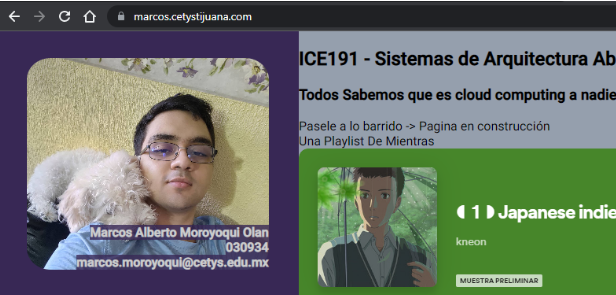 marcos.cetystijuana.com
Marcos Alberto Moroyoqui Olan
030934
marcos.moroyoqui@cetys.edu.mx
ICE191 - Sistemas de Arquitectura Ab
Todos Sabemos que es cloud computing a nadie
Pasele a lo barrido -> Pagina en construcción
Una Playlist De Mientras
◖ 1 ◗ Japanese indie
kneon
MUESTRA PRELIMINAR